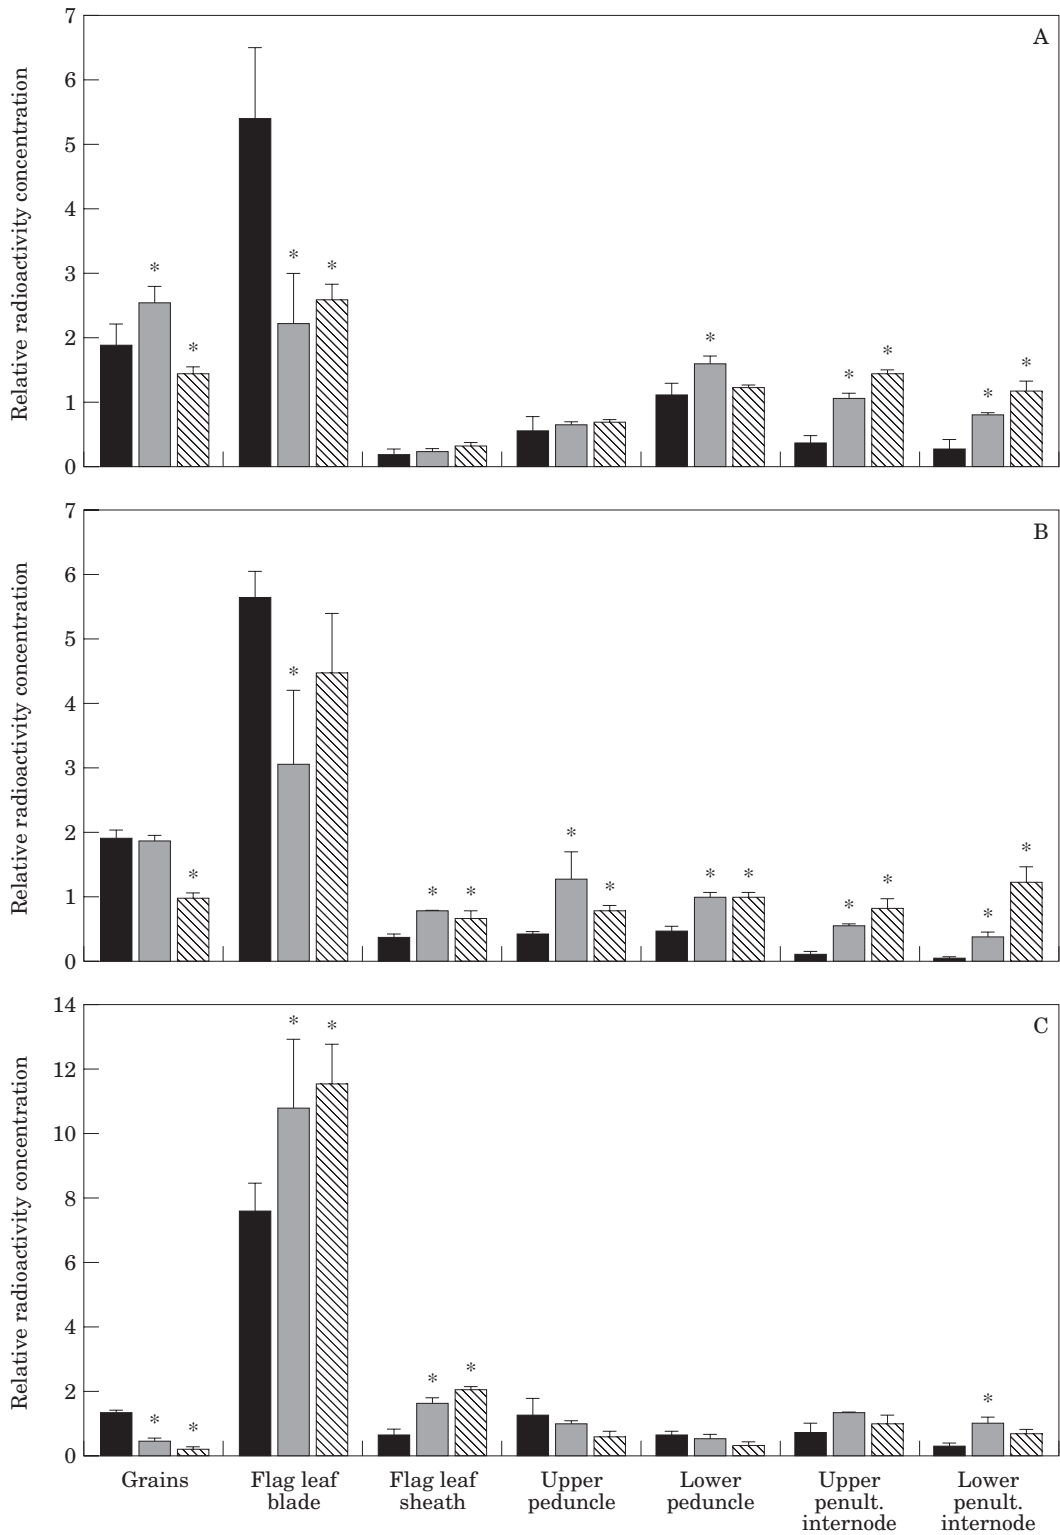 7
A
6
5
4
3
2
1
0
Relative radioactivity concentration
*
*
*
*
*
*
*
*
*
7
B
6
5
4
3
2
1
0
Relative radioactivity concentration
*
*
*
*
*
*
*
*
*
*
*
*
14
C
12
10
8
6
4
2
0
Relative radioactivity concentration
*
*
*
*
*
*
*
Grains
Flag leaf
blade
Flag leaf
sheath
Upper
peduncle
Lower
peduncle
Upper
penult.
internode
Lower
penult.
internode